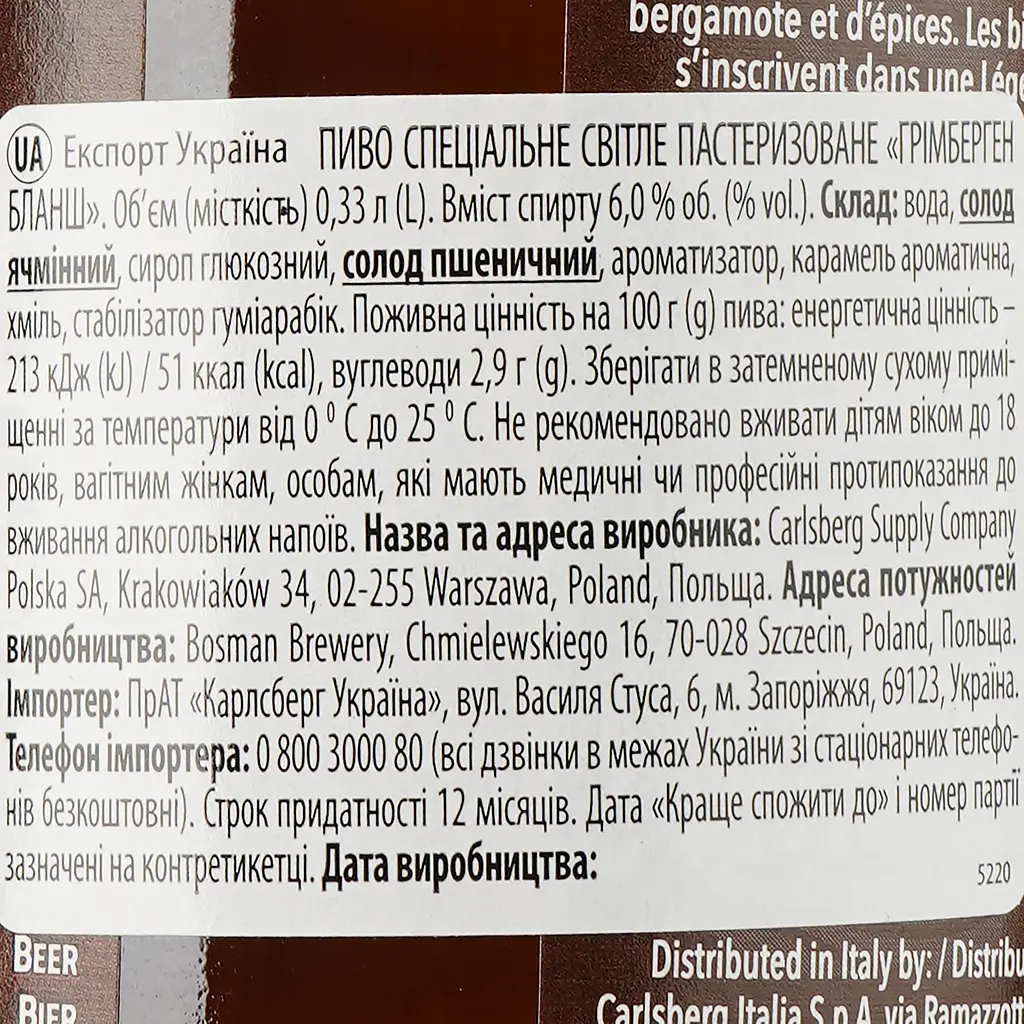 bergamote et d'épices. Les
s'inscrivent dans une
UA Експорт Україна ПИВО СПЕЦІАЛЬНЕ СВІТЛЕ ПАСТЕРИЗОВАНЕ «ГРІМБЕРГЕН
БЛАНШ». Об'єм (місткість) 0,33 л (L). Вміст спирту 6,0 % об. (% vol.). Склад: вода, солод
ячмінний, сироп глюкозний, солод пшеничний, ароматизатор, карамель ароматична,
хміль, стабілізатор гуміарабік. Поживна цінність на 100 г (g) пива: енергетична цінність –
213 кДж (kJ) / 51 ккал (kcal), вуглеводи 2,9 г (g). Зберігати в затемненому сухому примі-
щенні за температури від 0 ⁰ С до 25 ⁰ С. Не рекомендовано вживати дітям віком до 18
років, вагітним жінкам, особам, які мають медичні чи професійні протипоказання до
вживання алкогольних напоїв. Назва та адреса виробника: Carlsberg Supply Company
Polska SA, Krakowiaków 34, 02-255 Warszawa, Poland, Польща. Адреса потужностей
виробництва: Bosman Brewery, Chmielewskiego 16, 70-028 Szczecin, Poland, Польща.
Імпортер: ПрАТ «Карлсберг Україна», вул. Василя Стуса, 6, м. Запоріжжя, 69123, Україна.
Телефон імпортера: 0 800 3000 80 (всі дзвінки в межах України зі стаціонарних телефо-
нів безкоштовні). Строк придатності 12 місяців. Дата «Краще спожити до» і номер партії
зазначені на контретикетці. Дата виробництва:
5220
BEER
BIER
Distributed in Italy by: /
Carlsberg Italia S.p.A. via